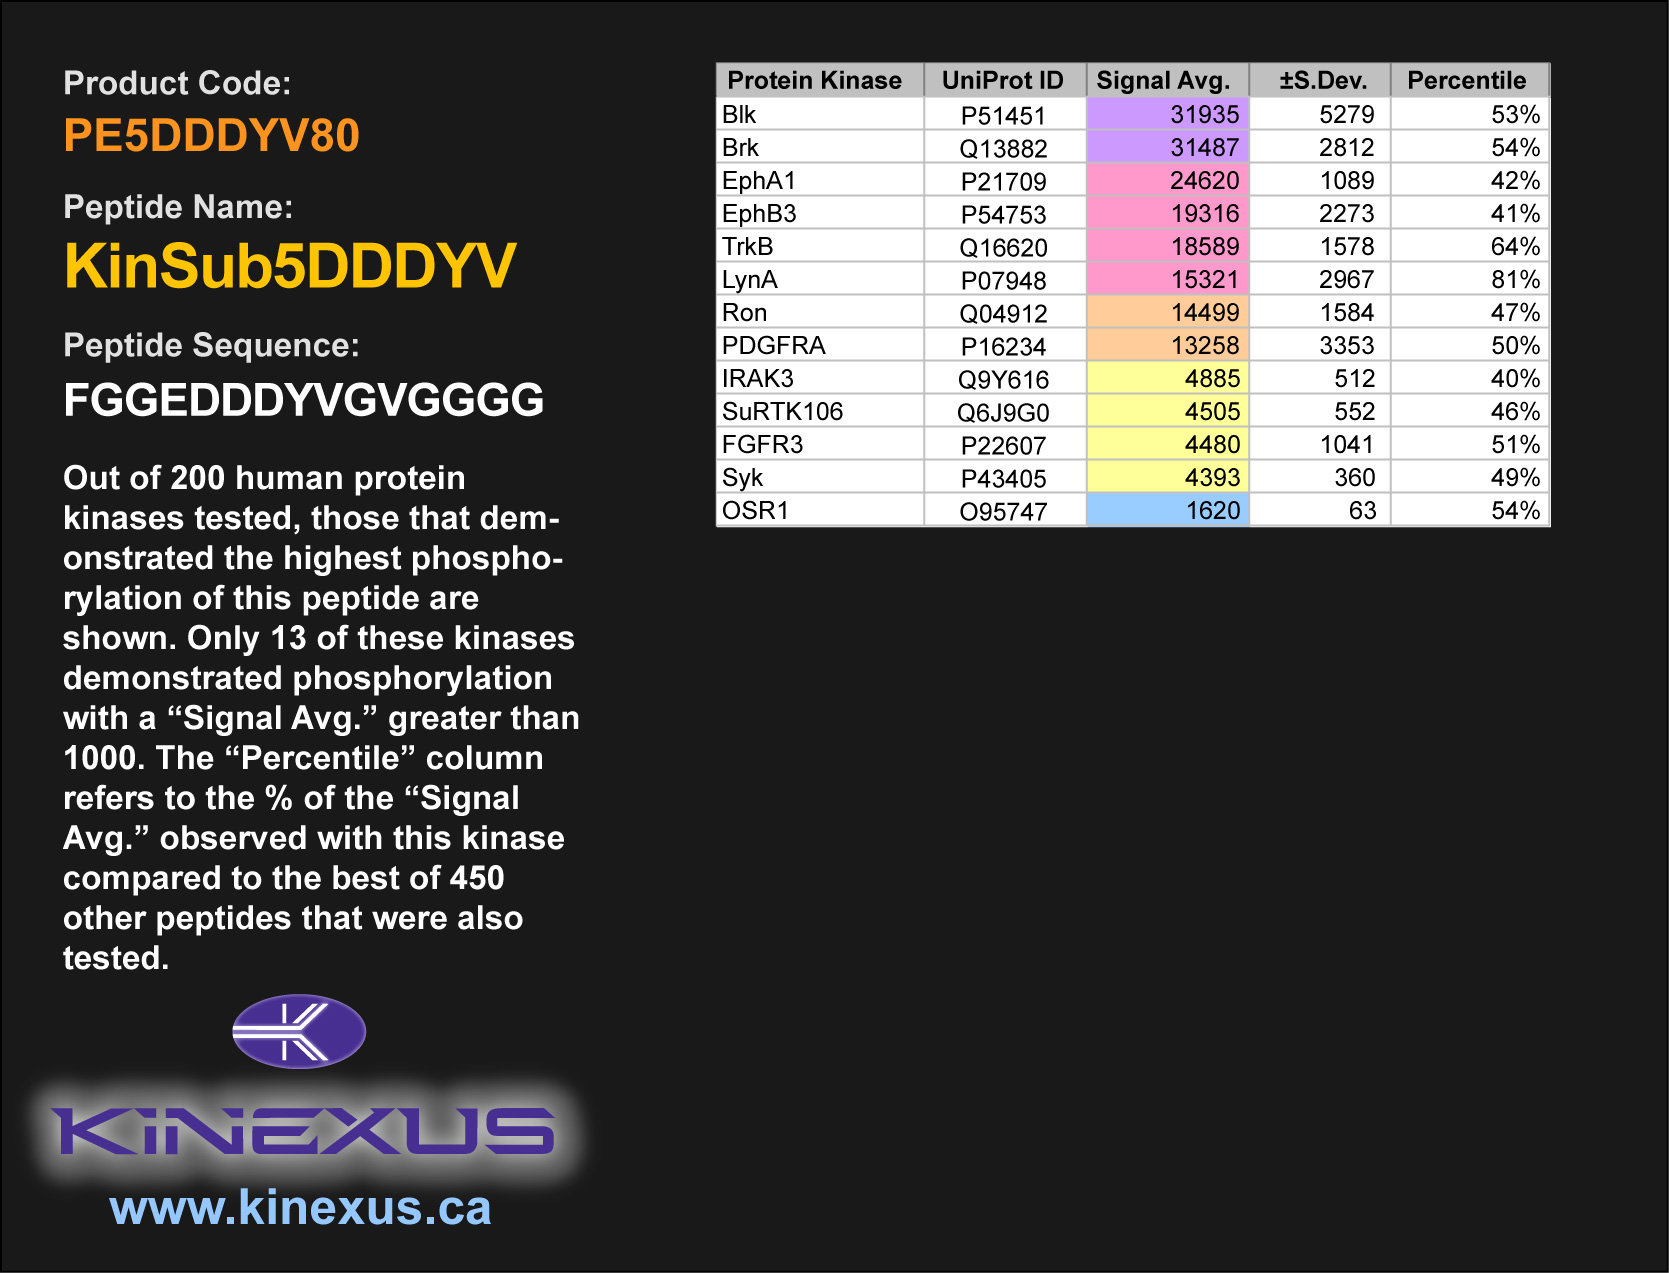 Product Code:
PE5DDDYV80
Peptide Name:
KinSub5DDDYV
Peptide Sequence:
FGGEDDDYVGVGGGG
Out of 200 human protein
kinases tested, those that dem-
onstrated the highest phospho-
rylation of this peptide are
shown. Only 13 of these kinases
demonstrated phosphorylation
with a “Signal Avg.” greater than
1000. The “Percentile” column
refers to the % of the “Signal
Avg.” observed with this kinase
compared to the best of 450
other peptides that were also
tested.
KINEXUS
www.kinexus.ca
Protein Kinase UniProt ID Signal Avg. ±S.Dev. Percentile
Blk P51451 31935 5279 53%
Brk Q13882 31487 2812 54%
EphA1 P21709 24620 1089 42%
EphB3 P54753 19316 2273 41%
TrkB Q16620 18589 1578 64%
LynA P07948 15321 2967 81%
Ron Q04912 14499 1584 47%
PDGFRA P16234 13258 3353 50%
IRAK3 Q9Y616 4885 512 40%
SuRTK106 Q6J9G0 4505 552 46%
FGFR3 P22607 4480 1041 51%
Syk P43405 4393 360 49%
OSR1 O95747 1620 63 54%